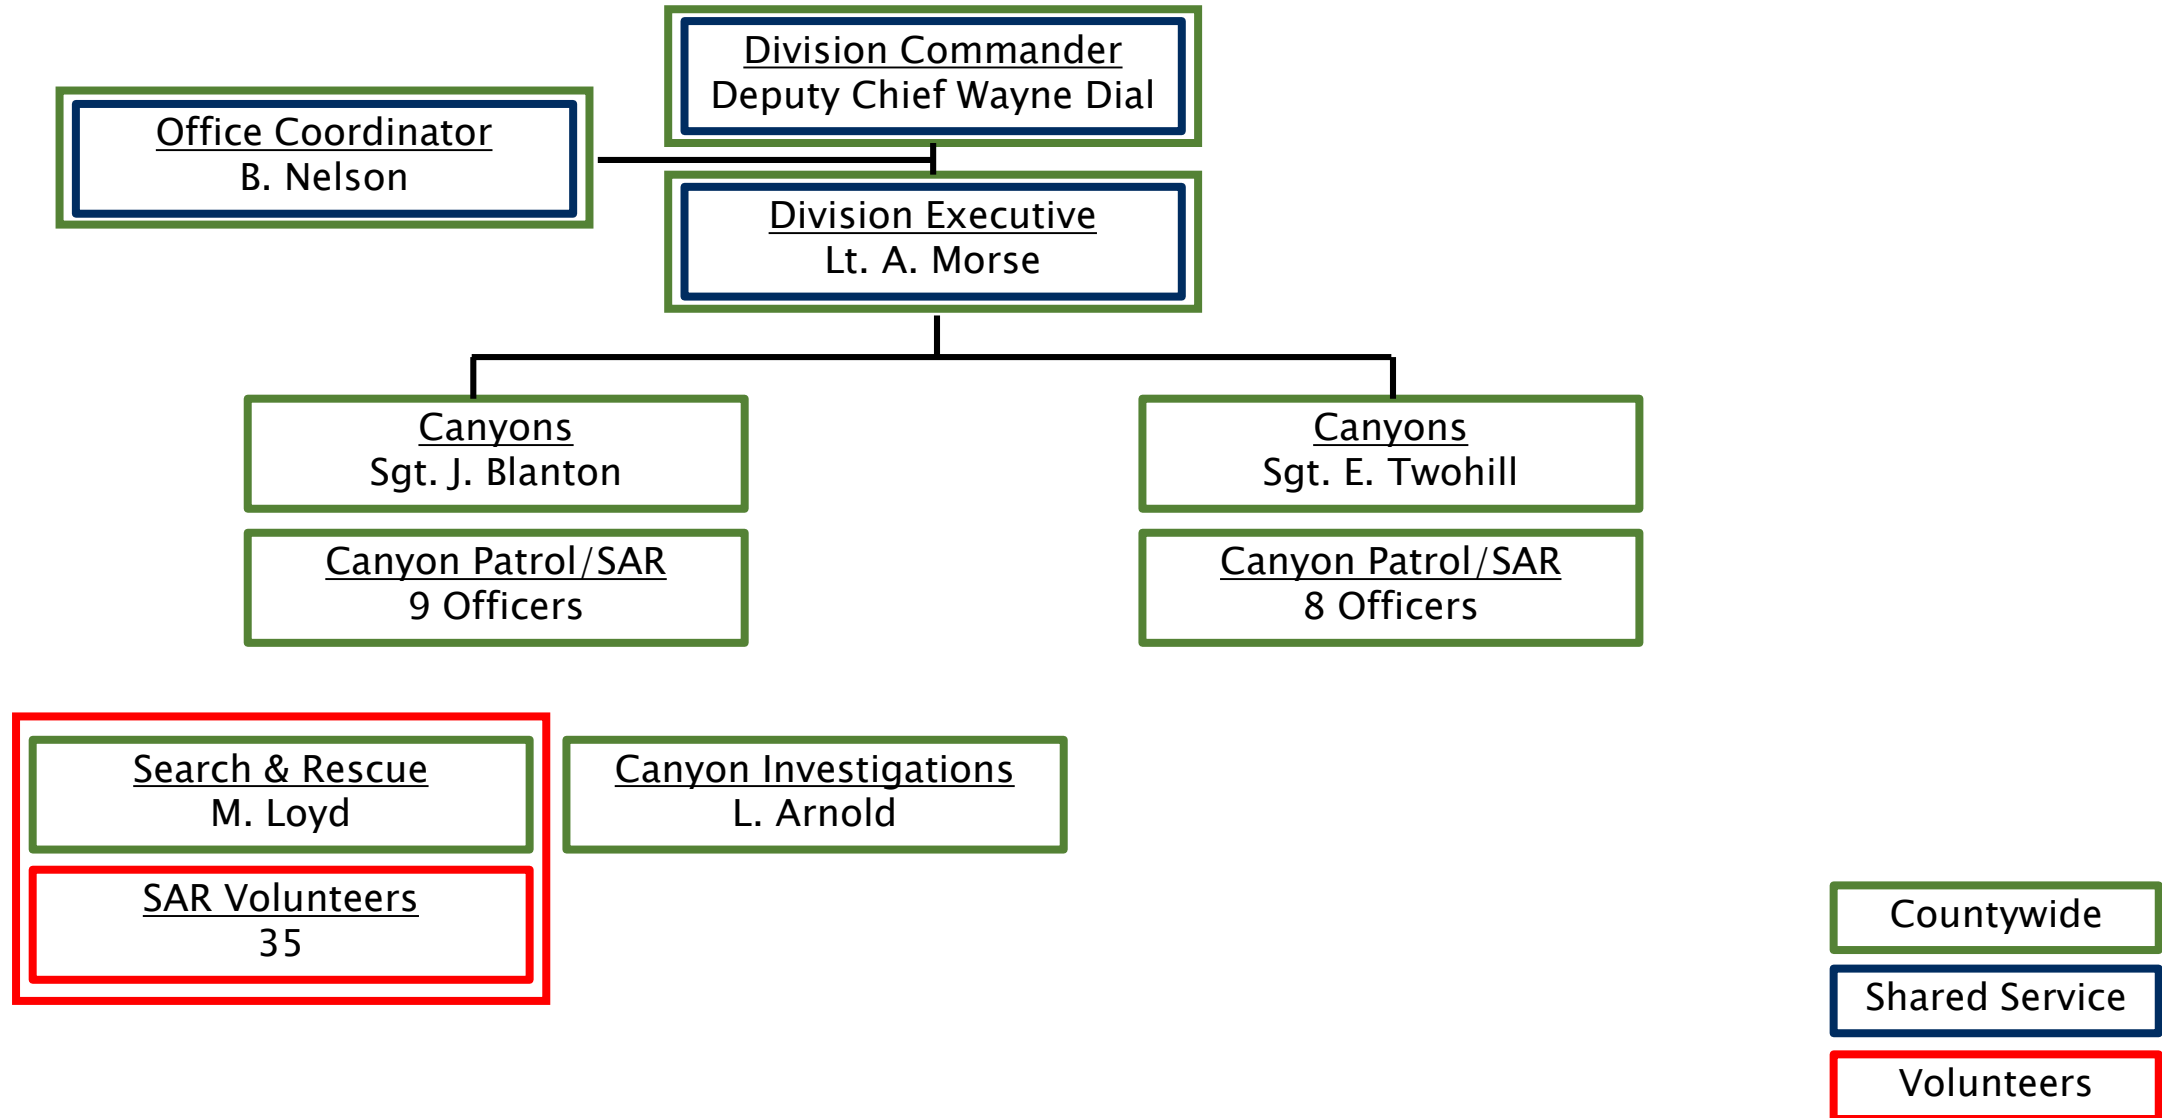 Division Commander
Deputy Chief Wayne Dial
Office Coordinator
B. Nelson
Division Executive
Lt. A. Morse
Canyons
Sgt. J. Blanton
Canyons
Sgt. E. Twohill
Canyon Patrol/SAR
9 Officers
Canyon Patrol/SAR
8 Officers
Search & Rescue
M. Loyd
Canyon Investigations
L. Arnold
SAR Volunteers
35
Countywide
Shared Service
Volunteers